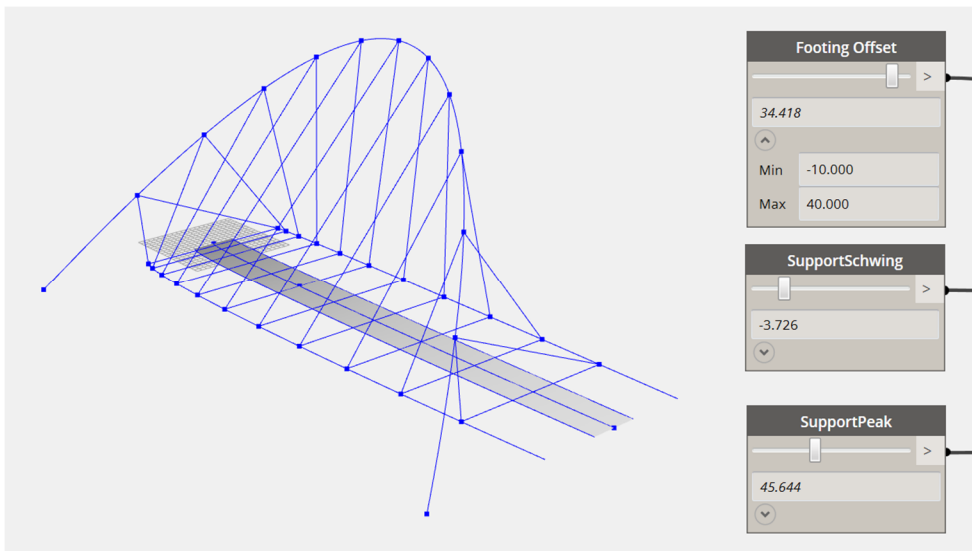 Footing Offset
>
34.418
Min -10.000
Max 40.000
SupportSchwing
>
-3.726
SupportPeak
>
45.644